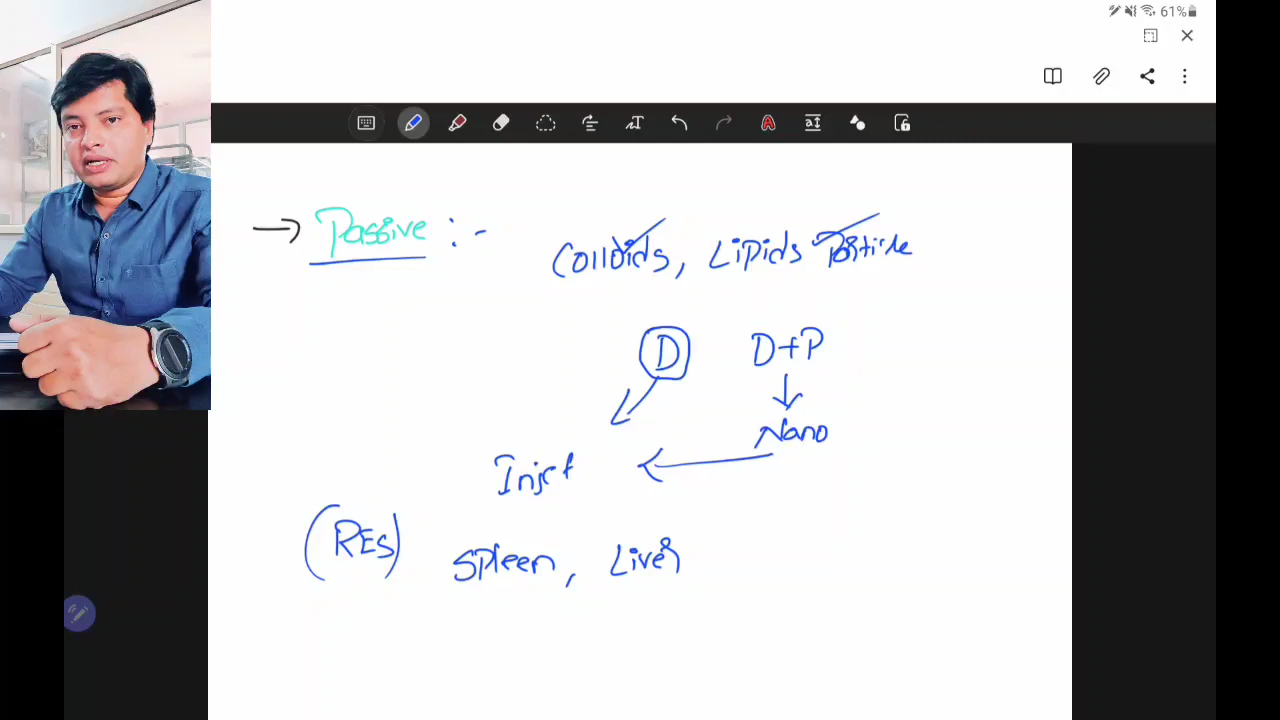 61%
→ Passive :-
Colloids, Lipids Particle
D D+P
Nano
Inject
(RES) Spleen, Liver